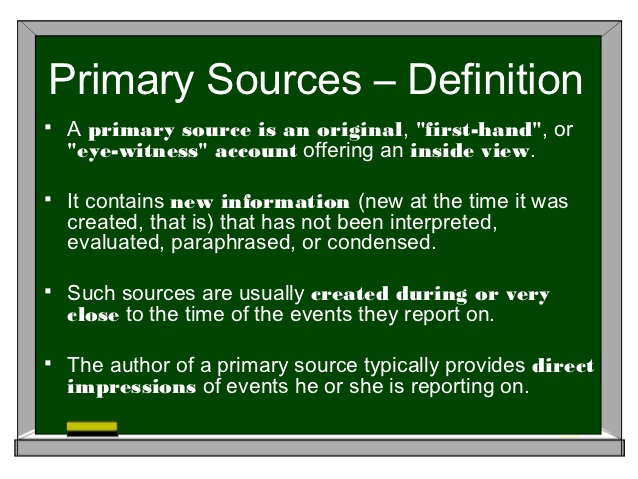 Primary Sources – Definition
▪ A primary source is an original, "first-hand", or
"eye-witness" account offering an inside view.
▪ It contains new information (new at the time it was
created, that is) that has not been interpreted,
evaluated, paraphrased, or condensed.
▪ Such sources are usually created during or very
close to the time of the events they report on.
▪ The author of a primary source typically provides direct
impressions of events he or she is reporting on.